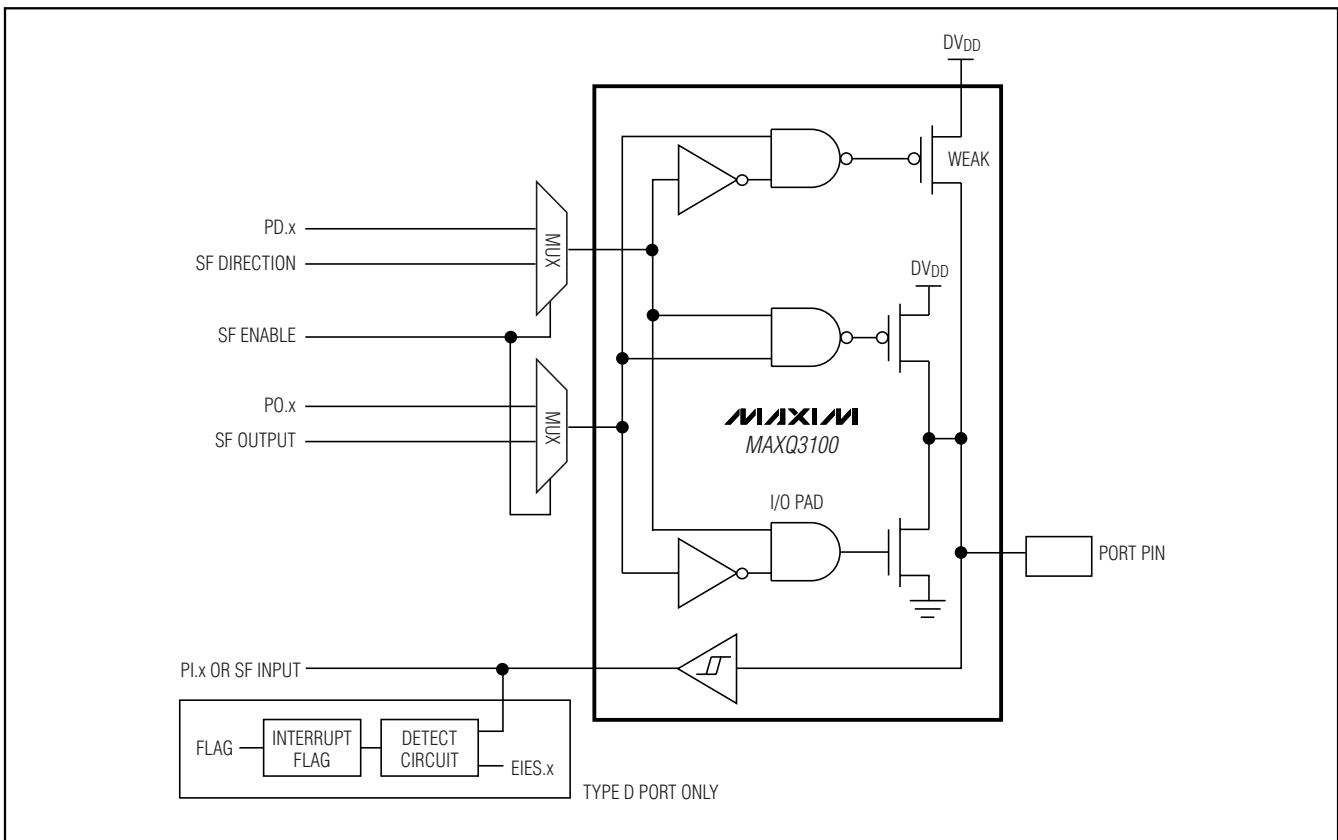 DVDD
WEAK
PD.x
MUX
SF DIRECTION
DVDD
SF ENABLE
PO.x
MUX
SF OUTPUT
MAXIM
MAXQ3100
I/O PAD
PORT PIN
PI.x OR SF INPUT
FLAG
INTERRUPT
FLAG
DETECT
CIRCUIT
EIES.x
TYPE D PORT ONLY